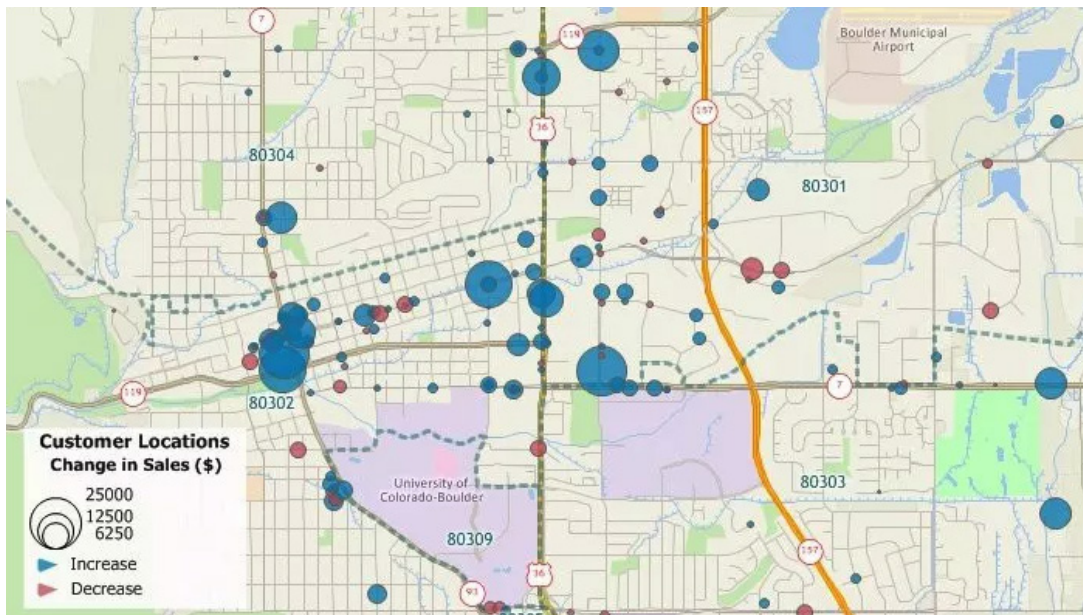 7
119
Boulder Municipal
Airport
157
36
80304
80301
119
80302
7
Customer Locations
Change in Sales ($)
25000
12500
6250
Increase
Decrease
University of
Colorado-Boulder
80303
80309
157
36
93